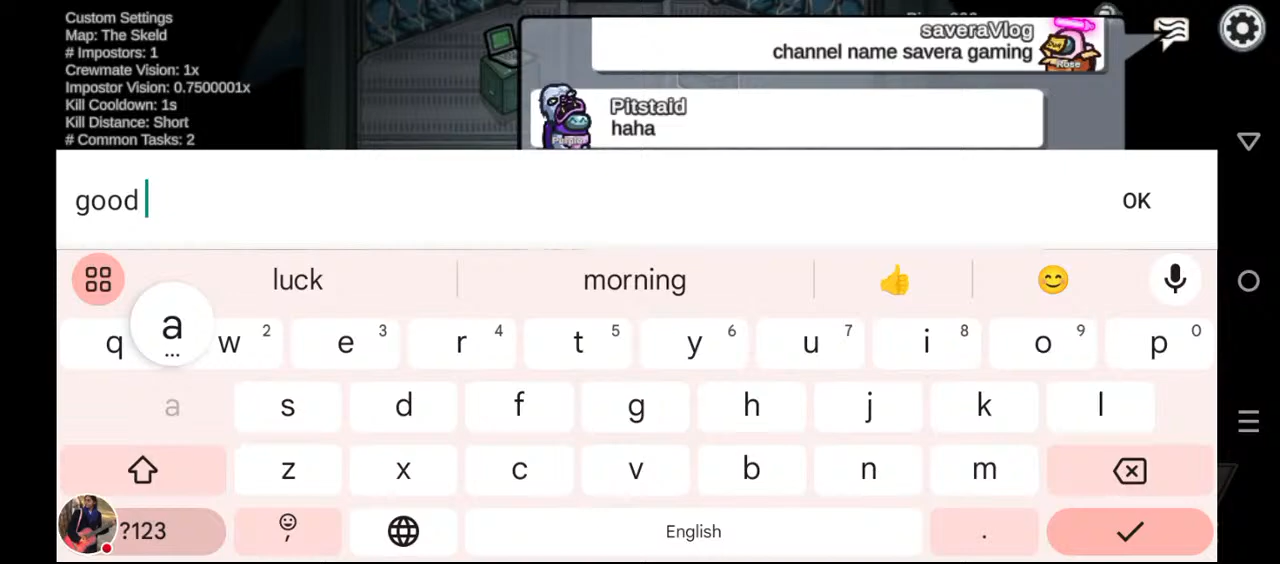 Custom Settings
Map: The Skeld
# Impostors: 1
Crewmate Vision: 1x
Impostor Vision: 0.7500001x
Kill Cooldown: 1s
Kill Distance: Short
# Common Tasks: 2
saveraVlog
channel name savera gaming
Rose
Pitstaid
haha
Purple
good
OK
luck morning 👍 😊
a
q w 2 e 3 r 4 t 5 y 6 u 7 i 8 o 9 p 0
a s d f g h j k l
z x c v b n m
?123 , English .